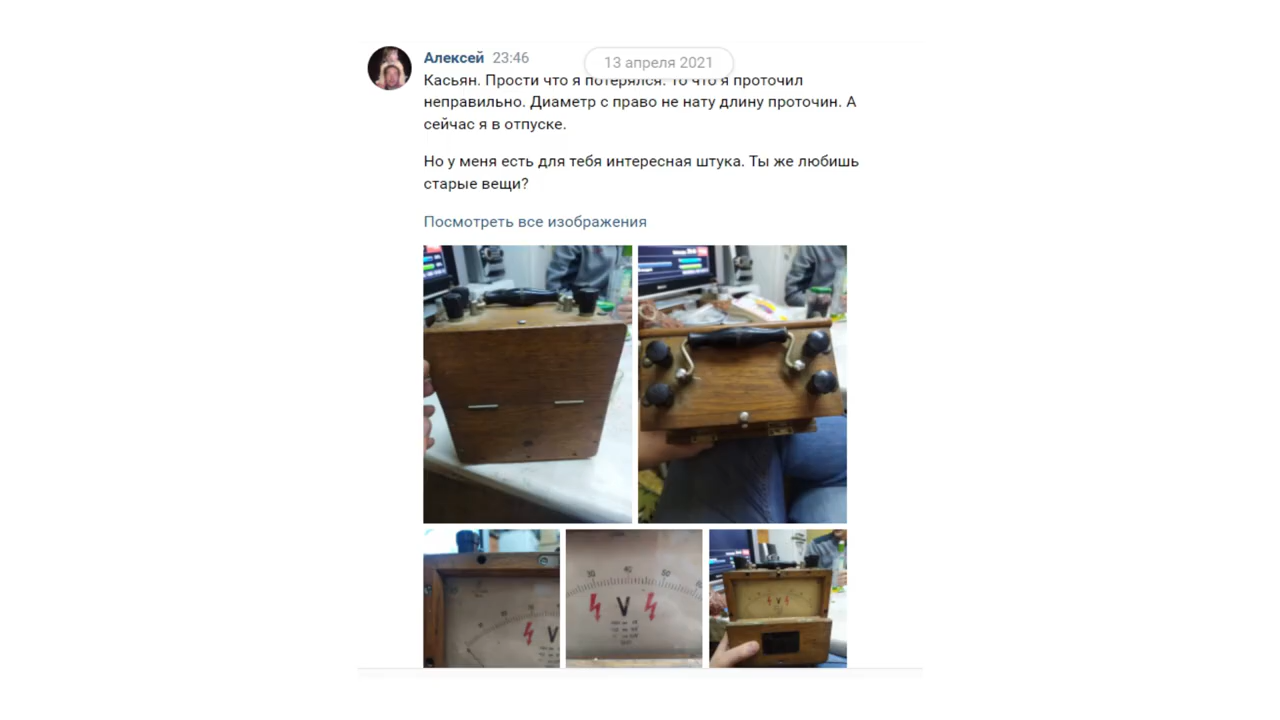 Алексей 23:46
13 апреля 2021
Касьян. Прости что я потерялся. То что я проточил
неправильно. Диаметр с право не нату длину проточин. А
сейчас я в отпуске.
Но у меня есть для тебя интересная штука. Ты же любишь
старые вещи?
Посмотреть все изображения
30 40 50
V
V